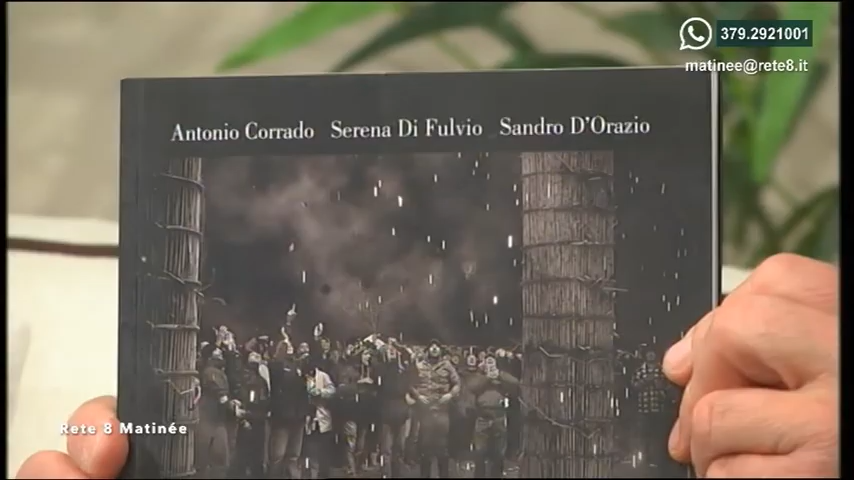 379.2921001
matinee@rete8.it
Antonio Corrado Serena Di Fulvio Sandro D'Orazio
Rete 8 Matinée